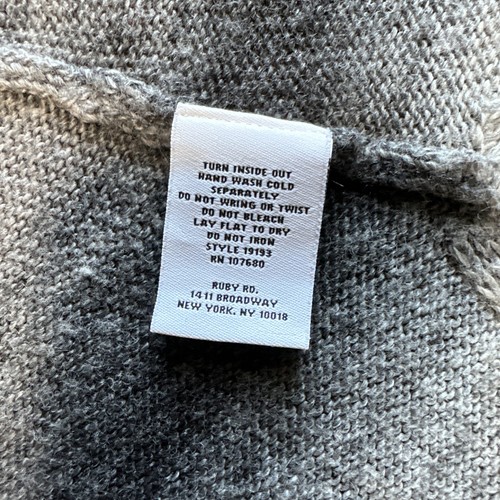 TURN INSIDE OUT
HAND WASH COLD
SEPARATELY
DO NOT WRING OR TWIST
DO NOT BLEACH
LAY FLAT TO DRY
DO NOT IRON
STYLE 19193
RN 107680
RUBY RD.
1411 BROADWAY
NEW YORK, NY 10018